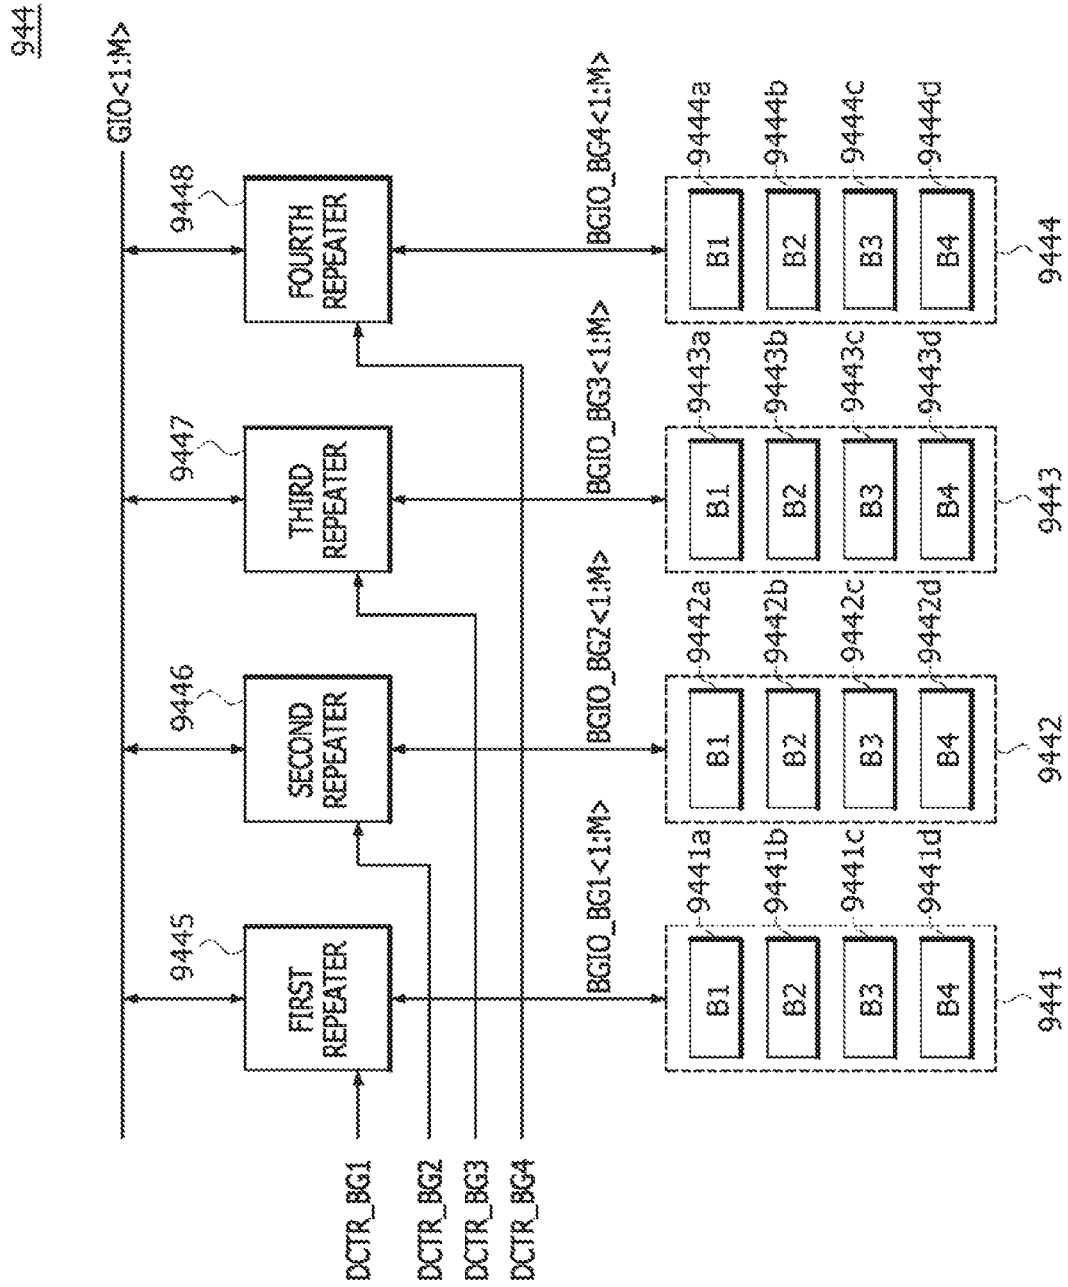 944
GIO<1:M>
9445
9446
9447
9448
FIRST
REPEATER
SECOND
REPEATER
THIRD
REPEATER
FOURTH
REPEATER
DCTR_BG1
DCTR_BG2
DCTR_BG3
DCTR_BG4
BGIO_BG1<1:M>
BGIO_BG2<1:M>
BGIO_BG3<1:M>
BGIO_BG4<1:M>
B1
9441a
B2
9441b
B3
9441c
B4
9441d
9441
B1
9442a
B2
9442b
B3
9442c
B4
9442d
9442
B1
9443a
B2
9443b
B3
9443c
B4
9443d
9443
B1
9444a
B2
9444b
B3
9444c
B4
9444d
9444